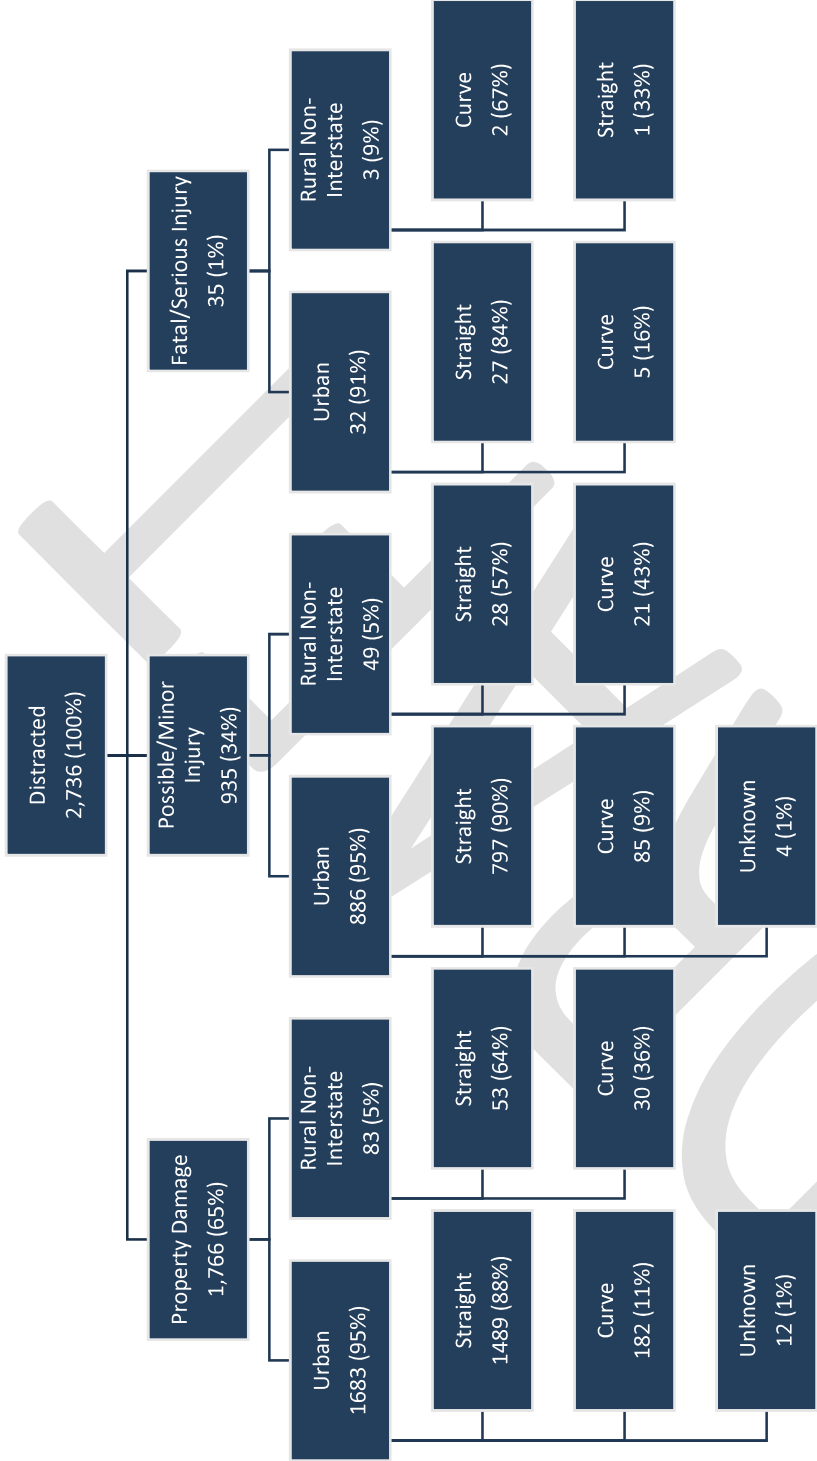 Distracted
2,736 (100%)
Property Damage
1,766 (65%)
Possible/Minor
Injury
935 (34%)
Fatal/Serious Injury
35 (1%)
Urban
1683 (95%)
Rural Non-
Interstate
83 (5%)
Urban
886 (95%)
Rural Non-
Interstate
49 (5%)
Urban
32 (91%)
Rural Non-
Interstate
3 (9%)
Straight
1489 (88%)
Straight
53 (64%)
Straight
797 (90%)
Straight
28 (57%)
Straight
27 (84%)
Curve
2 (67%)
Curve
182 (11%)
Curve
30 (36%)
Curve
85 (9%)
Curve
21 (43%)
Curve
5 (16%)
Straight
1 (33%)
Unknown
12 (1%)
Unknown
4 (1%)